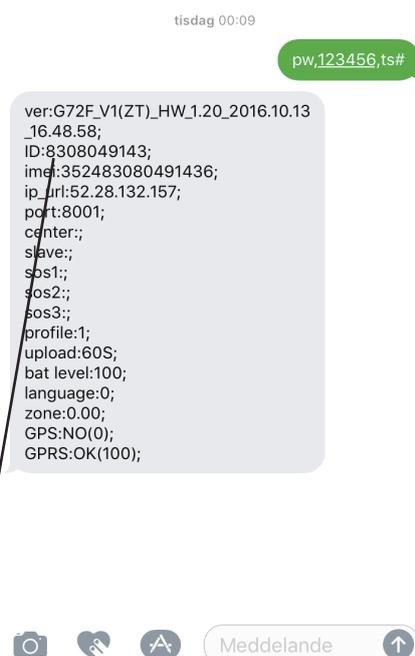 tisdag 00:09
pw,123456,ts#
ver:G72F_V1(ZT)_HW_1.20_2016.10.13
_16.48.58;
ID:8308049143;
imei:352483080491436;
ip_url:52.28.132.157;
port:8001;
center:;
slave:;
sos1:;
sos2:;
sos3:;
profile:1;
upload:60S;
bat level:100;
language:0;
zone:0.00;
GPS:NO(0);
GPRS:OK(100);
Meddelande